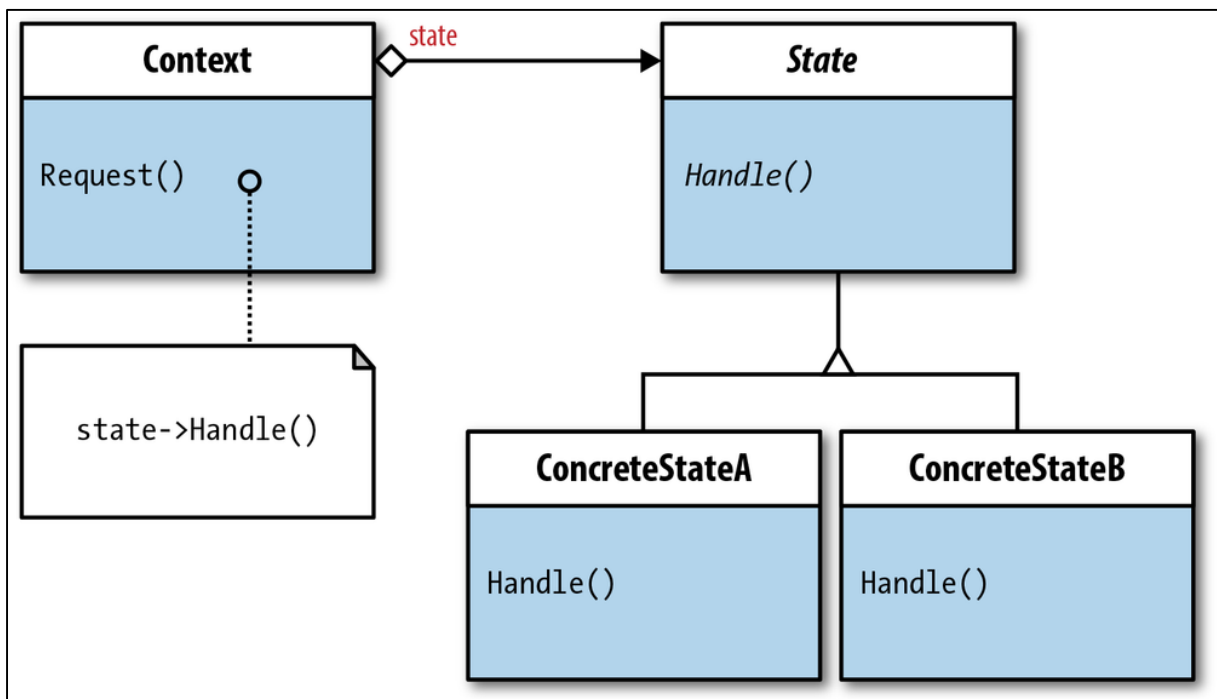 Context
state
State
Request()
Handle()
state->Handle()
ConcreteStateA
ConcreteStateB
Handle()
Handle()